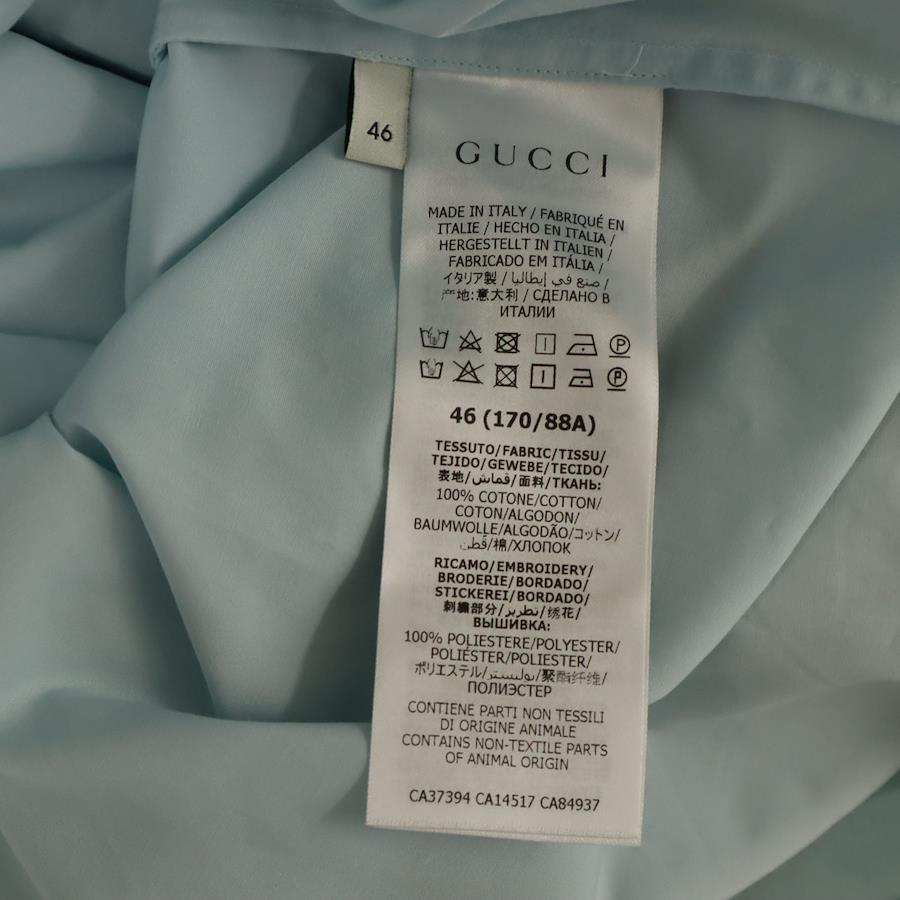 46
GUCCI
MADE IN ITALY / FABRIQUÉ EN
ITALIE / HECHO EN ITALIA /
HERGESTELLT IN ITALIEN /
FABRICADO EM ITÁLIA /
イタリア製 / صنع في إيطاليا /
产地:意大利 / СДЕЛАНО В
ИТАЛИИ
46 (170/88A)
TESSUTO/FABRIC/TISSU/
TEJIDO/GEWEBE/TECIDO/
表地/قماش/面料/ТКАНЬ:
100% COTONE/COTTON/
COTON/ALGODON/
BAUMWOLLE/ALGODÃO/コットン/
قطن/棉/ХЛОПОК
RICAMO/EMBROIDERY/
BRODERIE/BORDADO/
STICKEREI/BORDADO/
刺繍部分/تطريز/绣花/
ВЫШИВКА:
100% POLIESTERE/POLYESTER/
POLIÉSTER/POLIESTER/
ポリエステル/بوليستر/聚酯纤维/
ПОЛИЭСТЕР
CONTIENE PARTI NON TESSILI
DI ORIGINE ANIMALE
CONTAINS NON-TEXTILE PARTS
OF ANIMAL ORIGIN
CA37394 CA14517 CA84937